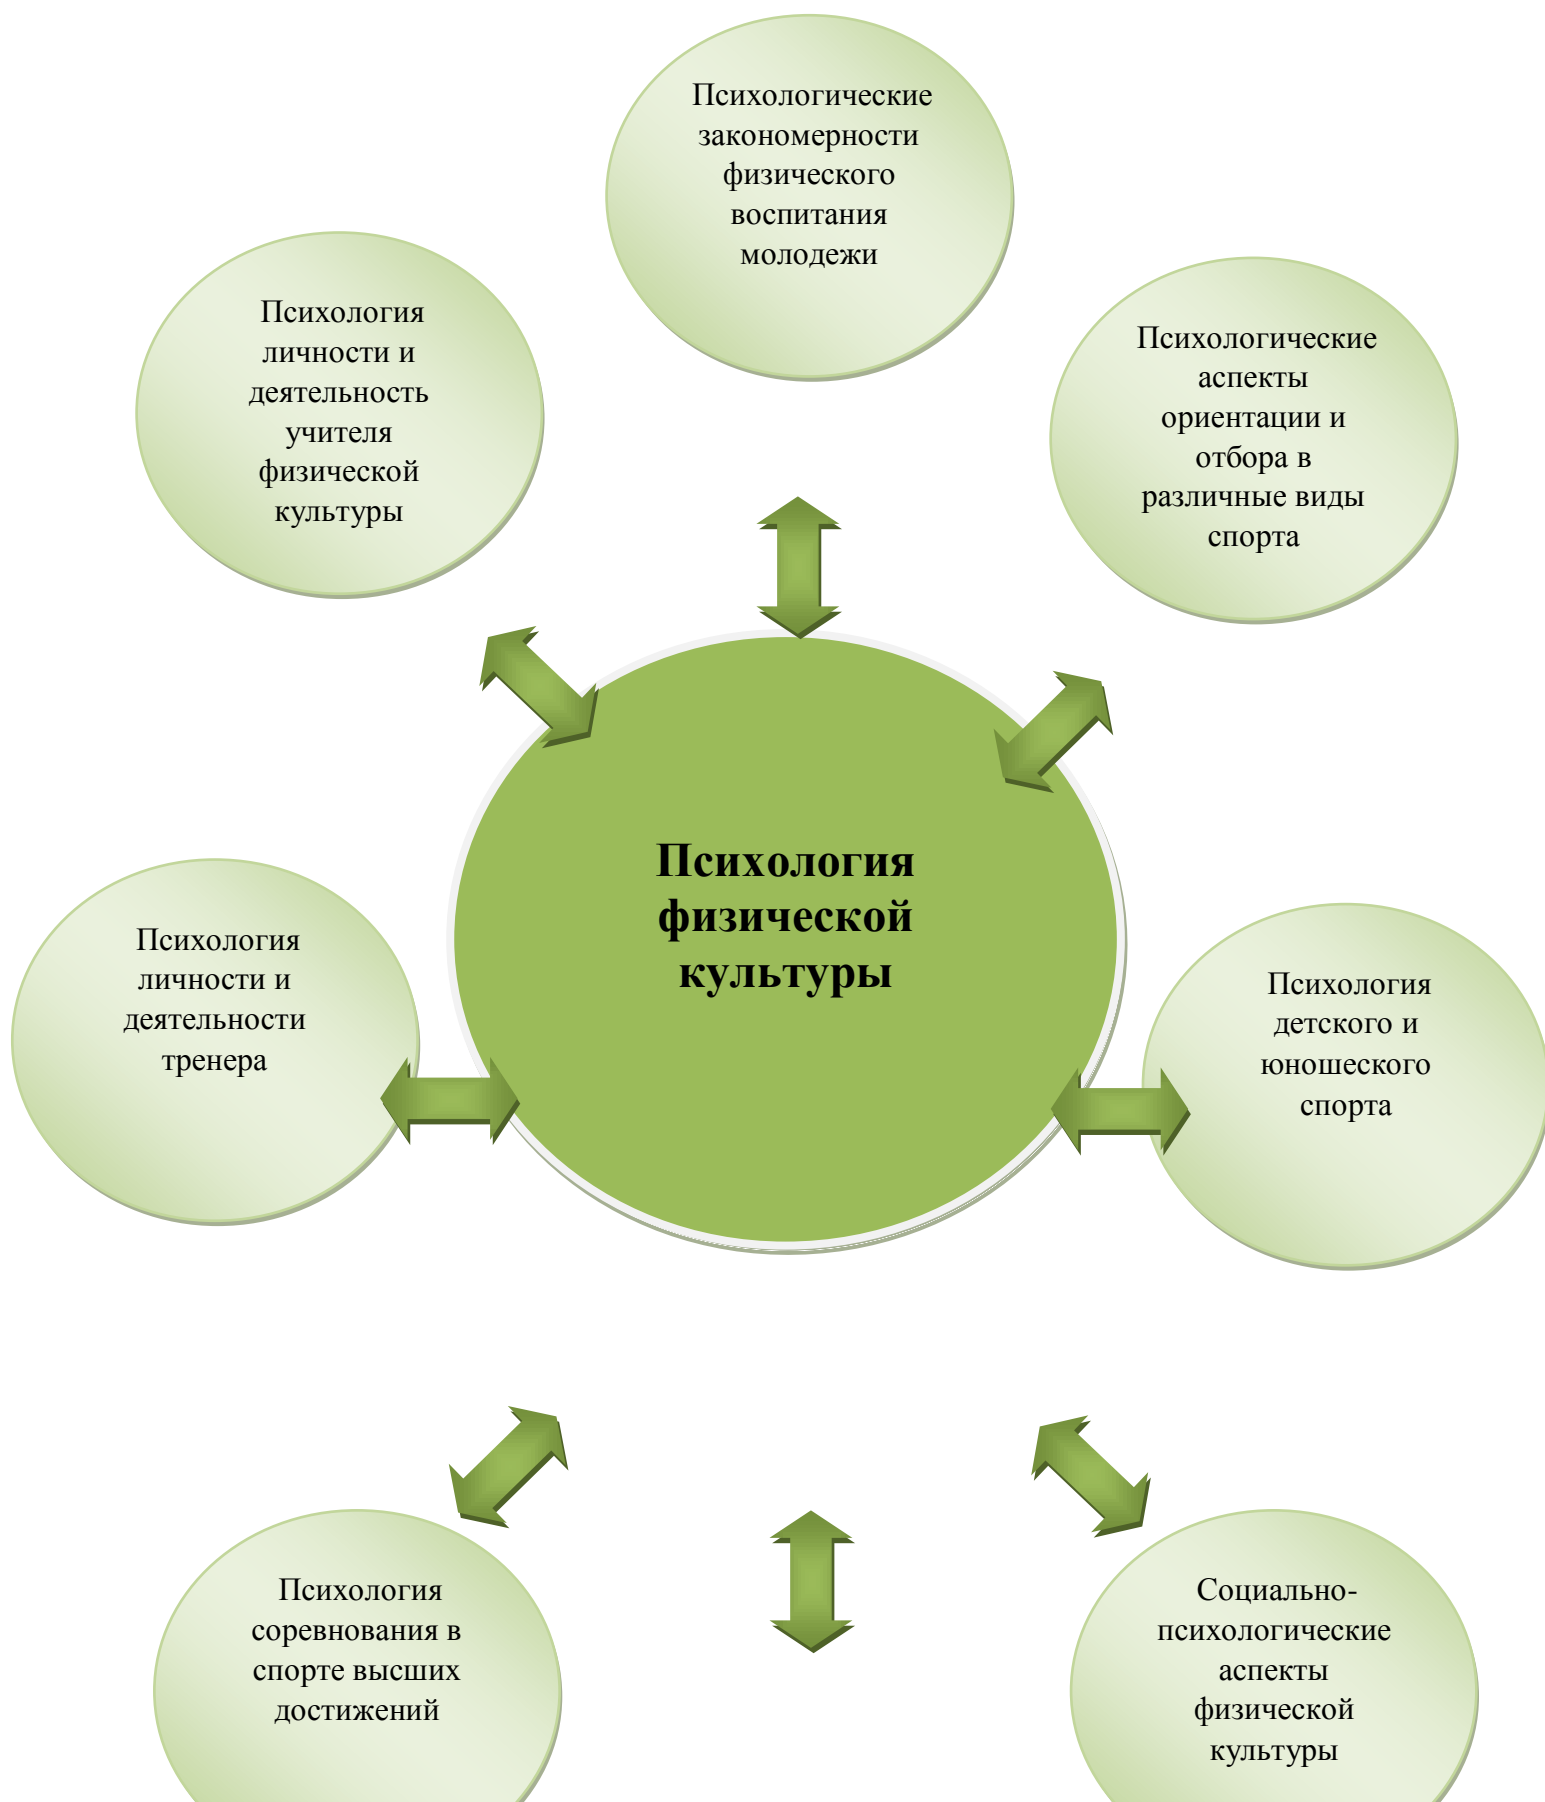 Психологические
закономерности
физического
воспитания
молодежи
Психология
личности и
деятельность
учителя
физической
культуры
Психологические
аспекты
ориентации и
отбора в
различные виды
спорта
Психология
физической
культуры
Психология
личности и
деятельности
тренера
Психология
детского и
юношеского
спорта
Психология
соревнования в
спорте высших
достижений
Социально-
психологические
аспекты
физической
культуры